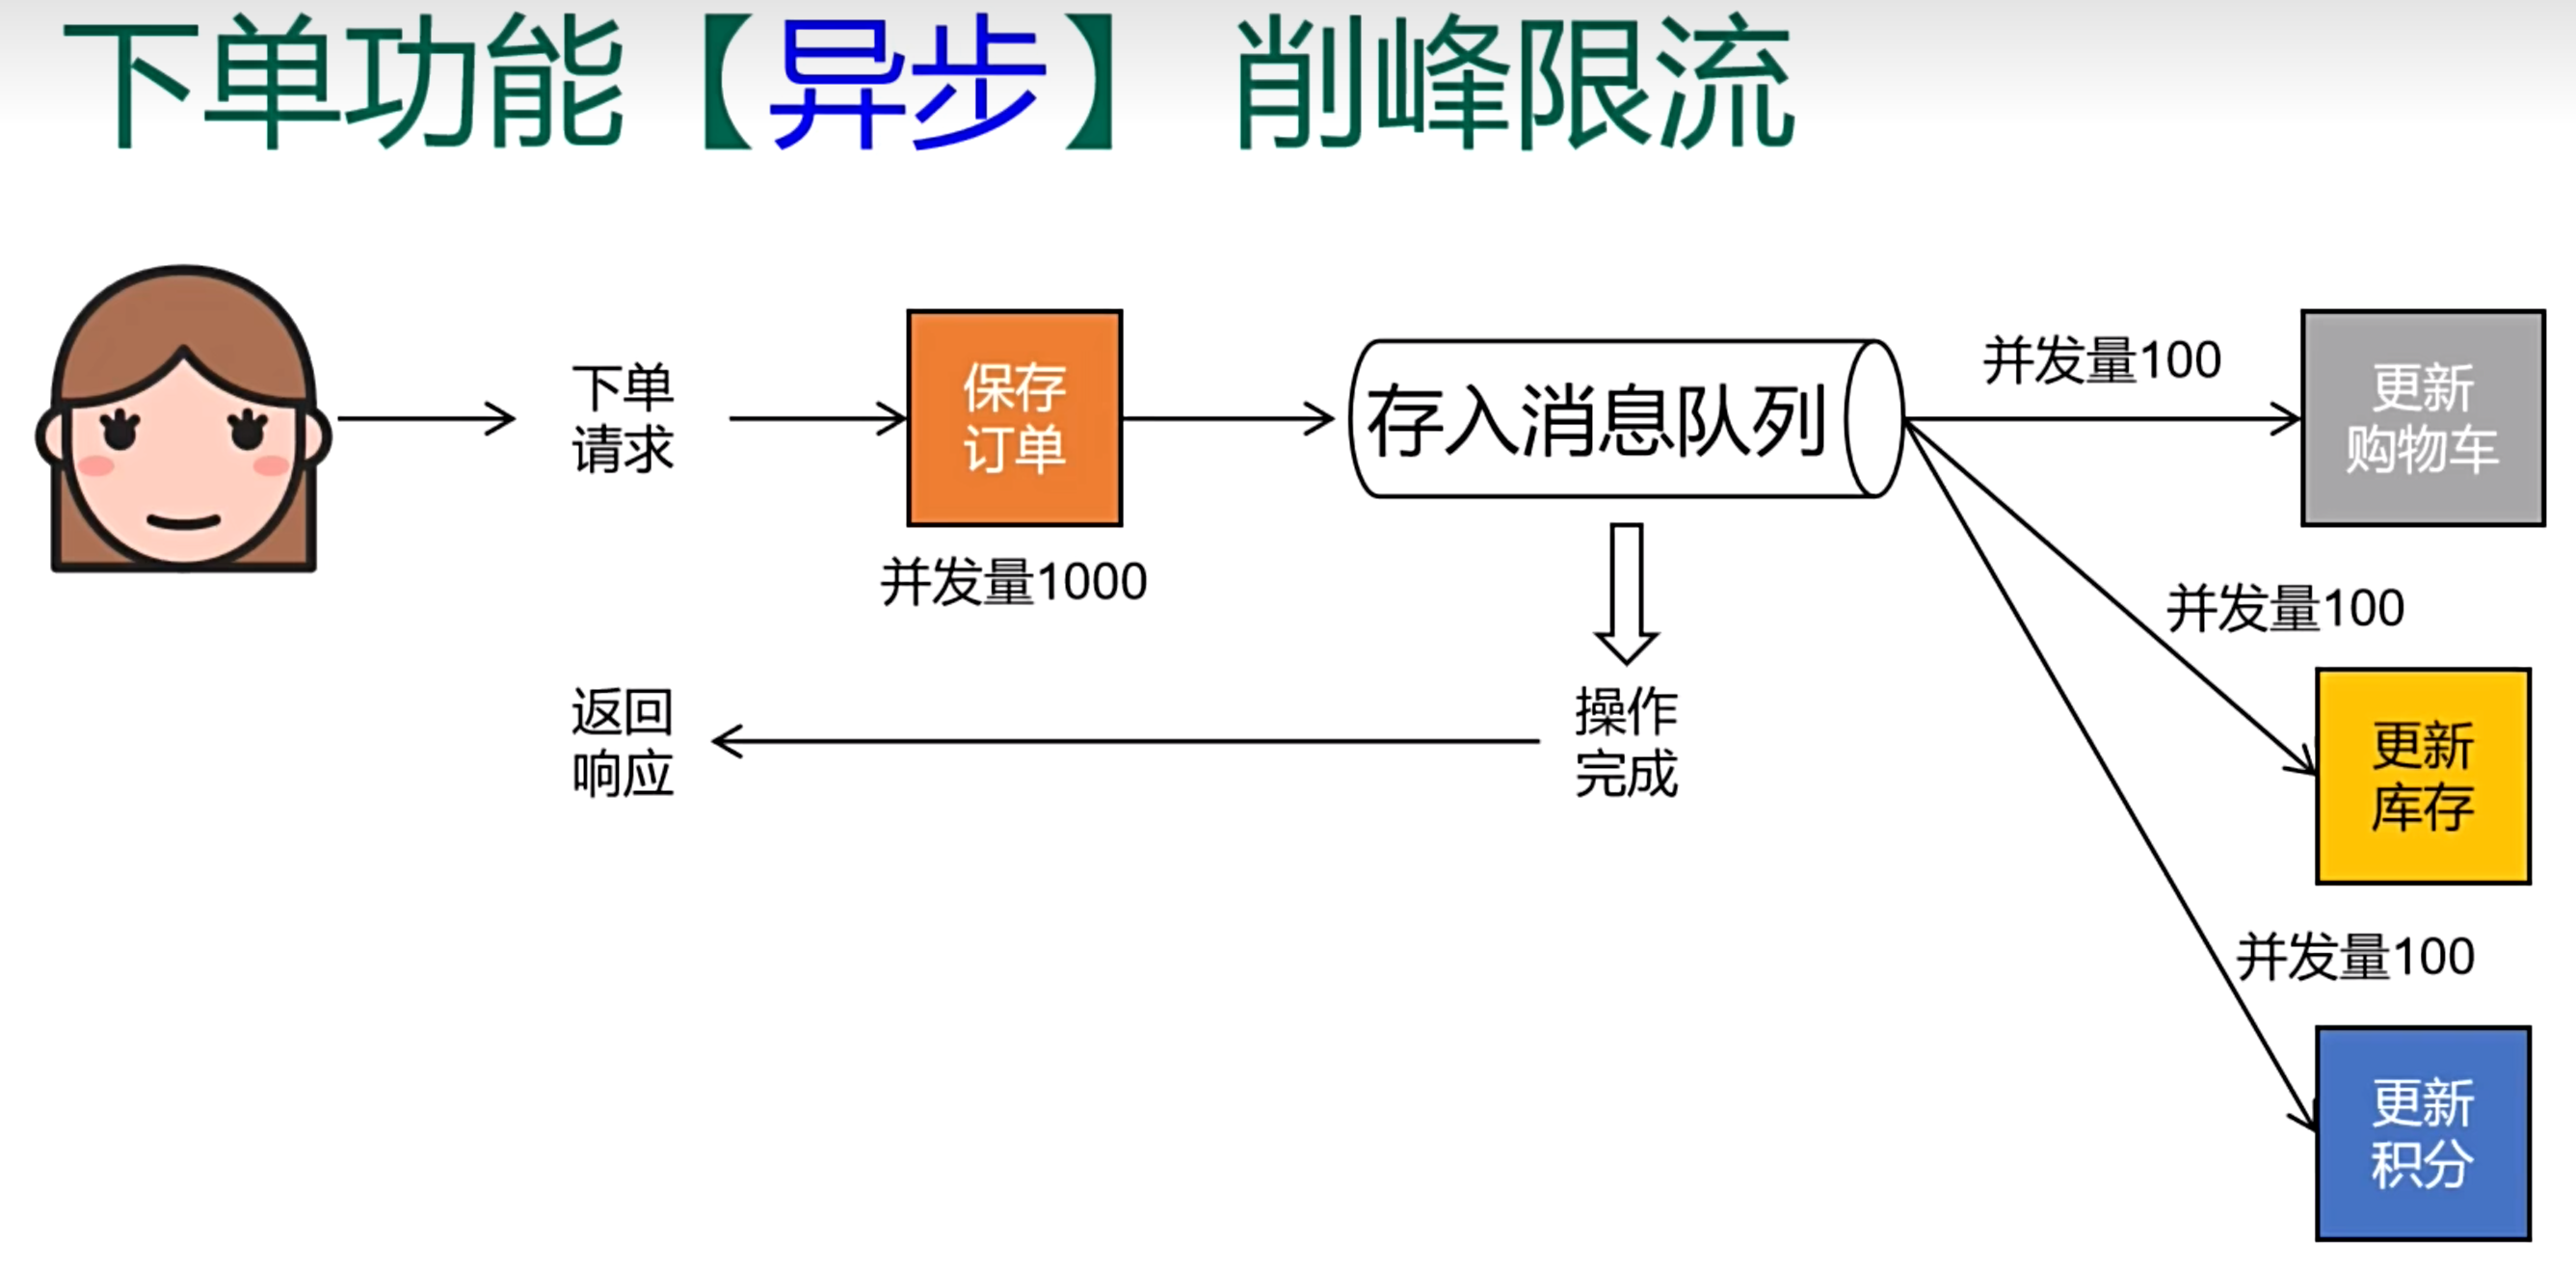 下单功能【异步】 削峰限流
下单
请求
保存
订单
并发量1000
存入消息队列
并发量100
更新
购物车
并发量100
更新
库存
并发量100
更新
积分
操作
完成
返回
响应